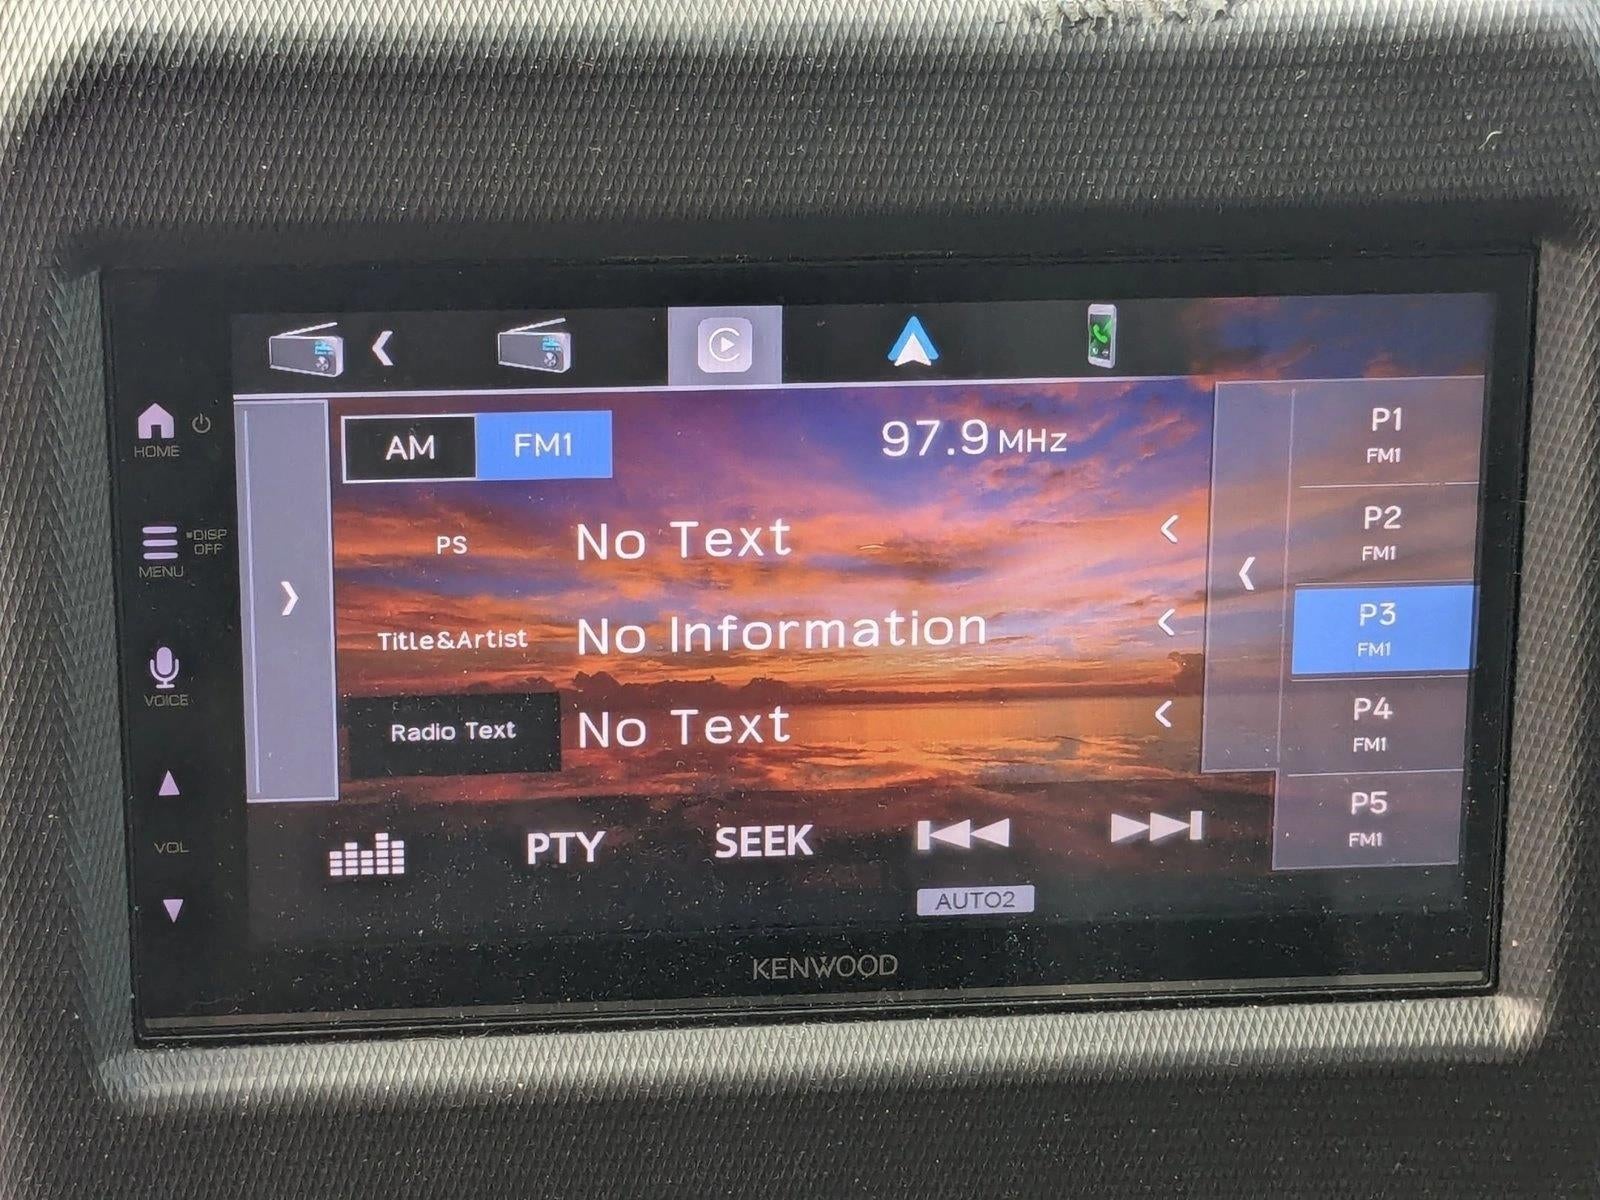 HOME
DISP
OFF
MENU
VOICE
VOL
AM FM1 97.9 MHz
PS No Text
Title&Artist No Information
Radio Text No Text
PTY SEEK
AUTO2
P1
FM1
P2
FM1
P3
FM1
P4
FM1
P5
FM1
KENWOOD